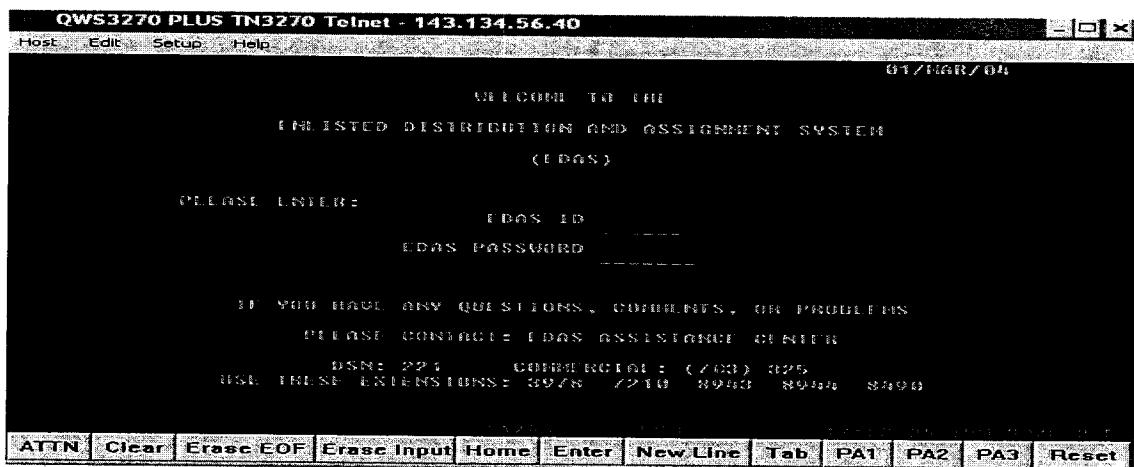 QWS3270 PLUS TN3270 Telnet - 143.134.56.40
Host Edit Setup Help
01/MAR/04
WELCOME TO THE
ENLISTED DISTRIBUTION AND ASSIGNMENT SYSTEM
(EDAS)
PLEASE ENTER:
EDAS ID
EDAS PASSWORD
IF YOU HAVE ANY QUESTIONS, COMMENTS, OR PROBLEMS
PLEASE CONTACT: EDAS ASSISTANCE CENTER
DSN: 221 COMMERCIAL: (703) 325
USE THESE EXTENSIONS: 8943 8944 8490
ATTN Clear Erase EOF Erase Input Home Enter New Line Tab PA1 PA2 PA3 Reset